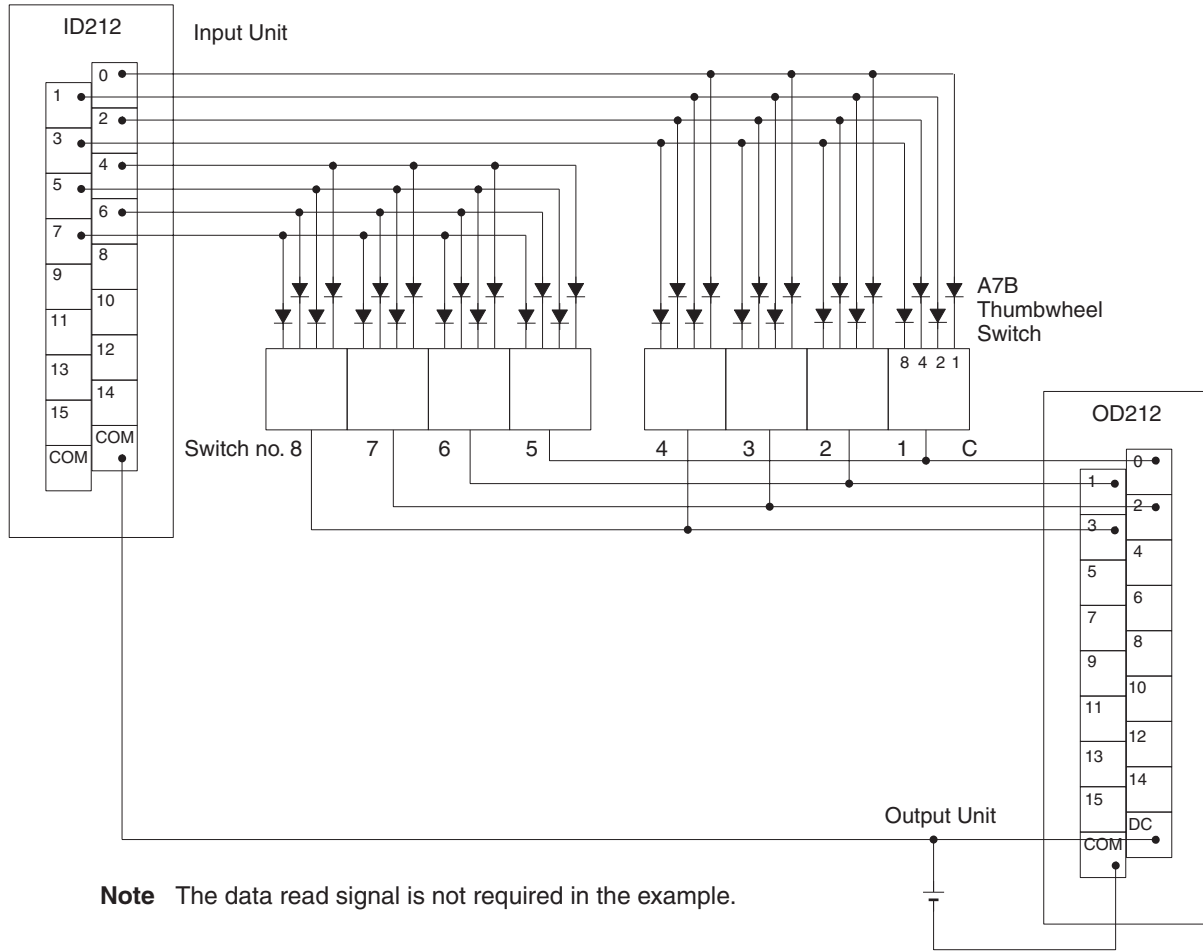 ID212
Input Unit
0
1
2
3
4
5
6
7
8
9
10
11
12
13
14
15
COM
COM
A7B
Thumbwheel
Switch
8 4 2 1
Switch no. 8 7 6 5 4 3 2 1 C
OD212
0
1
2
3
4
5
6
7
8
9
10
11
12
13
14
15
DC
COM
Output Unit
Note The data read signal is not required in the example.